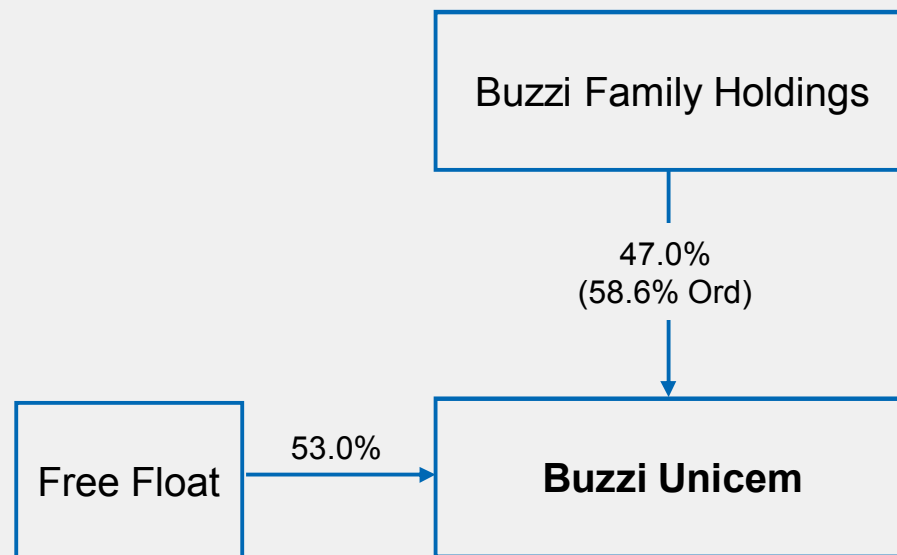 Buzzi Family Holdings
47.0%
(58.6% Ord)
53.0%
Free Float
Buzzi Unicem